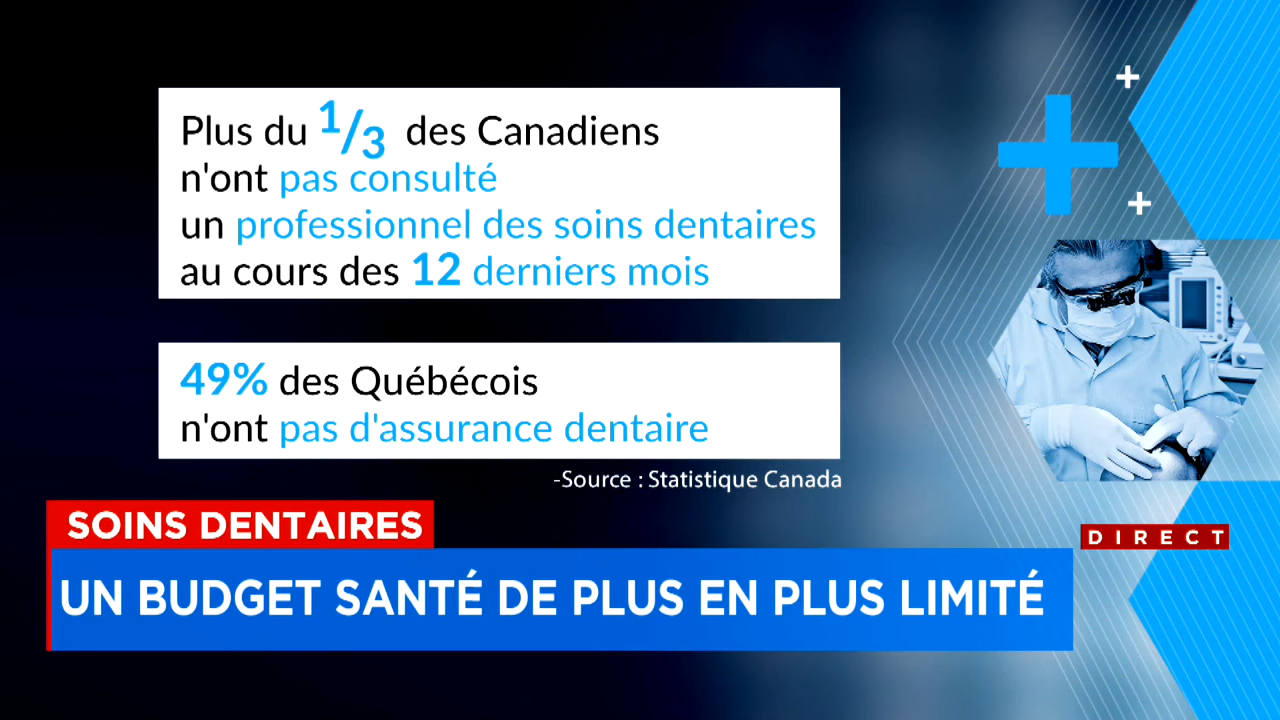 Plus du 1/3 des Canadiens
n'ont pas consulté
un professionnel des soins dentaires
au cours des 12 derniers mois
49% des Québécois
n'ont pas d'assurance dentaire
-Source : Statistique Canada
SOINS DENTAIRES
DIRECT
UN BUDGET SANTÉ DE PLUS EN PLUS LIMITÉ